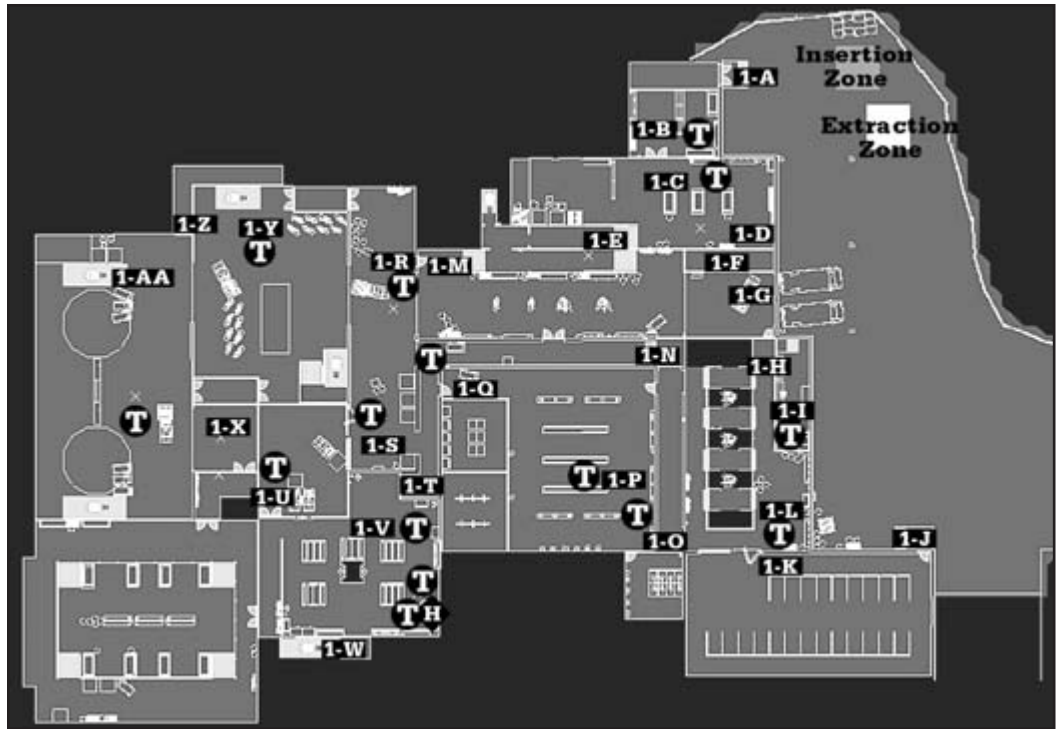 Insertion
Zone
1-A
Extraction
Zone
1-B
T
T
1-C
1-Z
1-Y
1-D
T
1-E
1-R
1-M
1-F
1-AA
T
1-G
T
1-N
1-H
1-Q
T
T
1-X
1-I
T
1-S
T
T
1-P
1-T
1-U
T
1-L
1-V
T
T
1-O
1-J
1-K
T
T
H
1-W